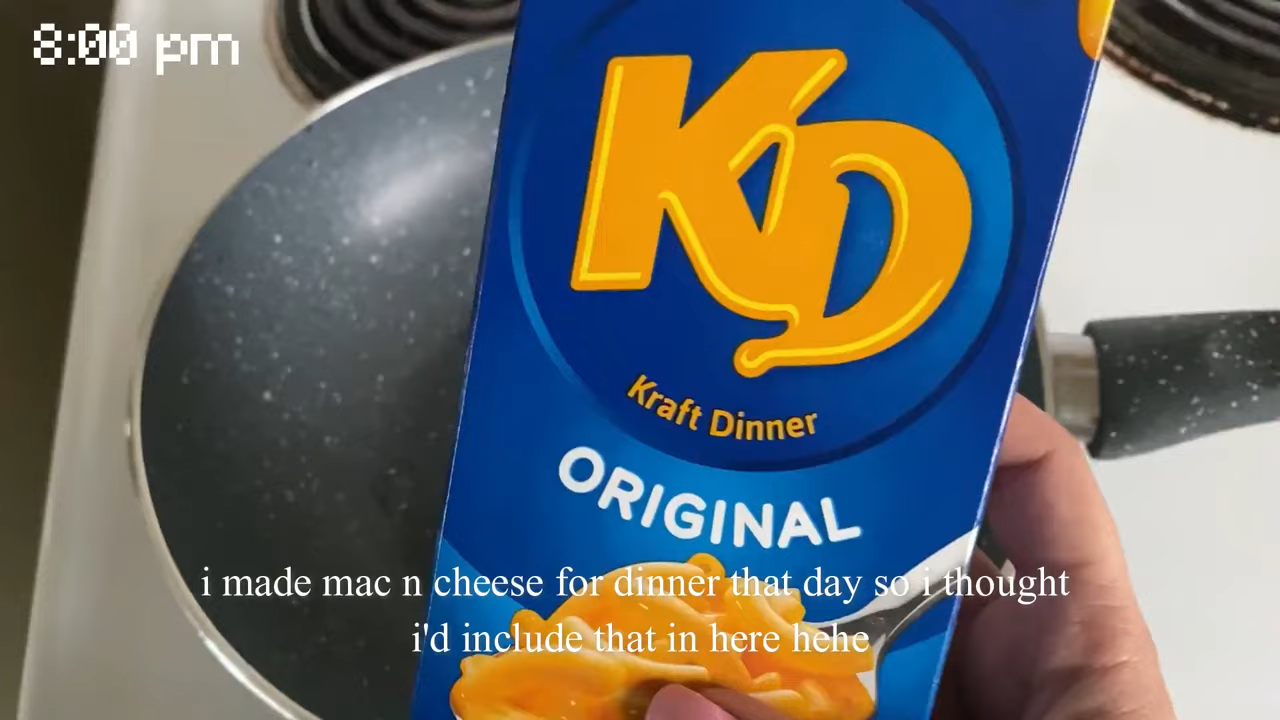 8:00 pm
KD
Kraft Dinner
ORIGINAL
i made mac n cheese for dinner that day so i thought
i'd include that in here hehe